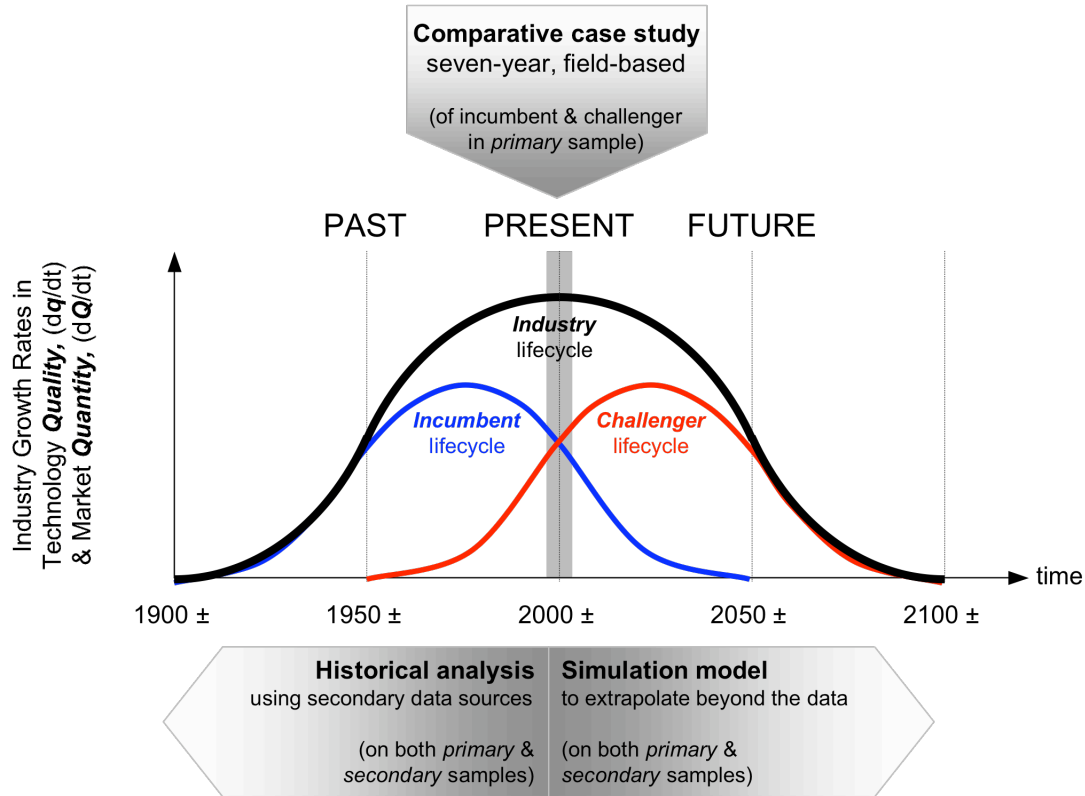 Comparative case study
seven-year, field-based
(of incumbent & challenger
in primary sample)
PAST
PRESENT
FUTURE
Industry Growth Rates in
Technology Quality, (dq/dt)
& Market Quantity, (dQ/dt)
Industry
lifecycle
Incumbent
lifecycle
Challenger
lifecycle
time
1900 ±
1950 ±
2000 ±
2050 ±
2100 ±
Historical analysis
using secondary data sources
(on both primary &
secondary samples)
Simulation model
to extrapolate beyond the data
(on both primary &
secondary samples)